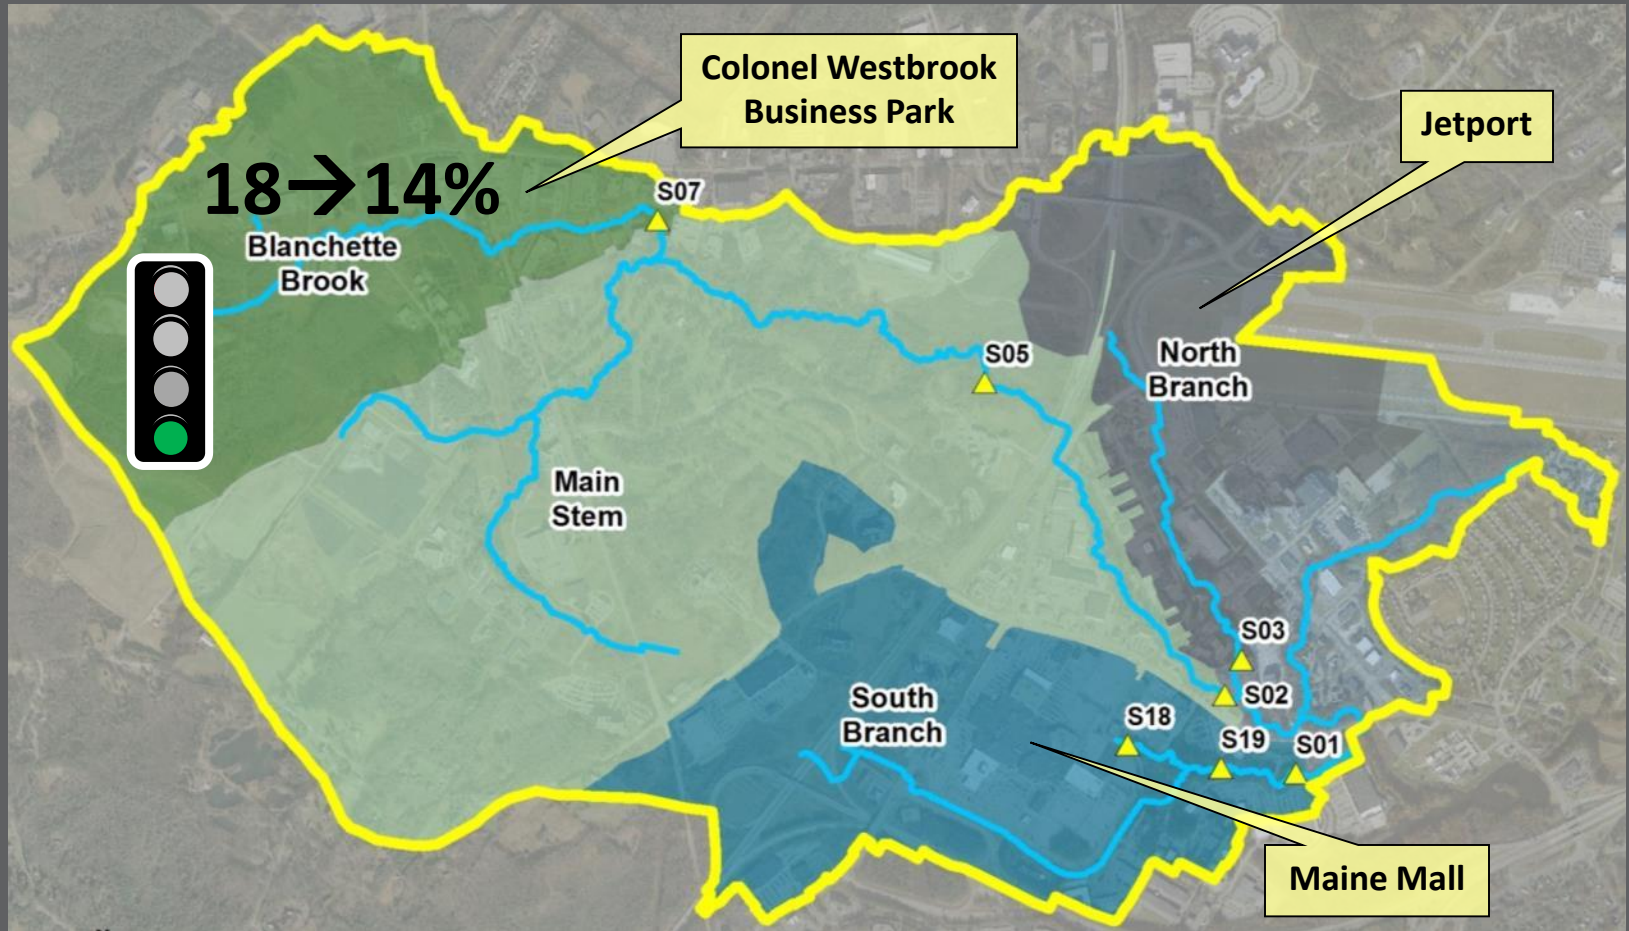 Colonel Westbrook
Business Park
Jetport
18→14%
S07
Blanchette
Brook
S05
North
Branch
Main
Stem
S03
S02
South
Branch
S18
S19
S01
Maine Mall